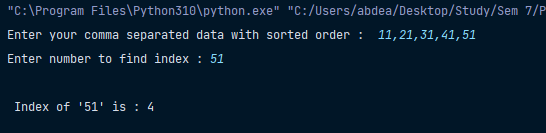 "C:\Program Files\Python310\python.exe" "C:/Users/abdea/Desktop/Study/Sem 7/P
Enter your comma separated data with sorted order :  11,21,31,41,51
Enter number to find index : 51
Index of '51' is : 4